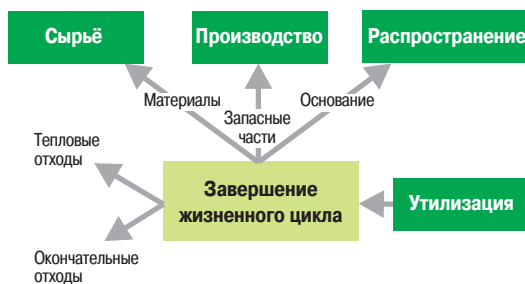 Сырьё
Производство
Распространение
Материалы
Запасные
части
Основание
Тепловые
отходы
Завершение
жизненного цикла
Утилизация
Окончательные
отходы